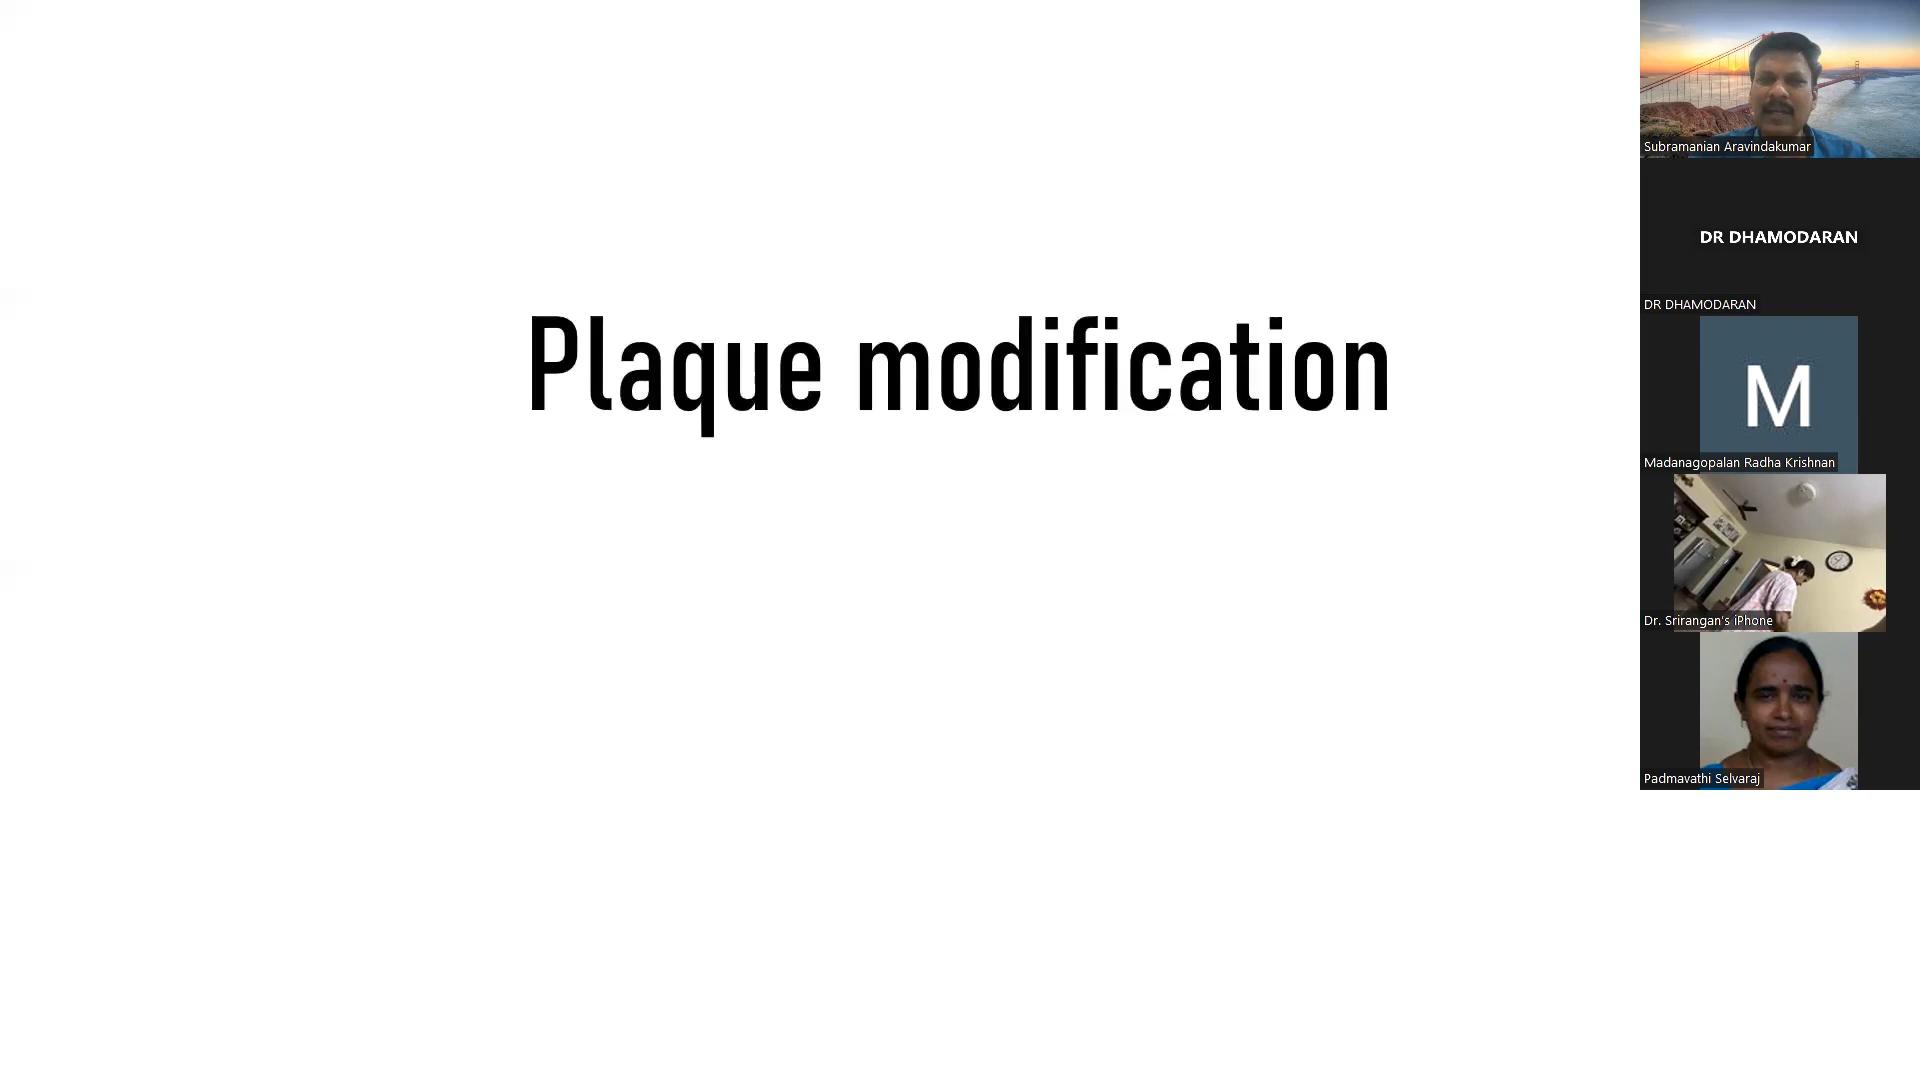 Plaque modification
Subramanian Aravindakumar
DR DHAMODARAN
DR DHAMODARAN
M
Madanagopalan Radha Krishnan
Dr. Srirangan's iPhone
Padmavathi Selvaraj